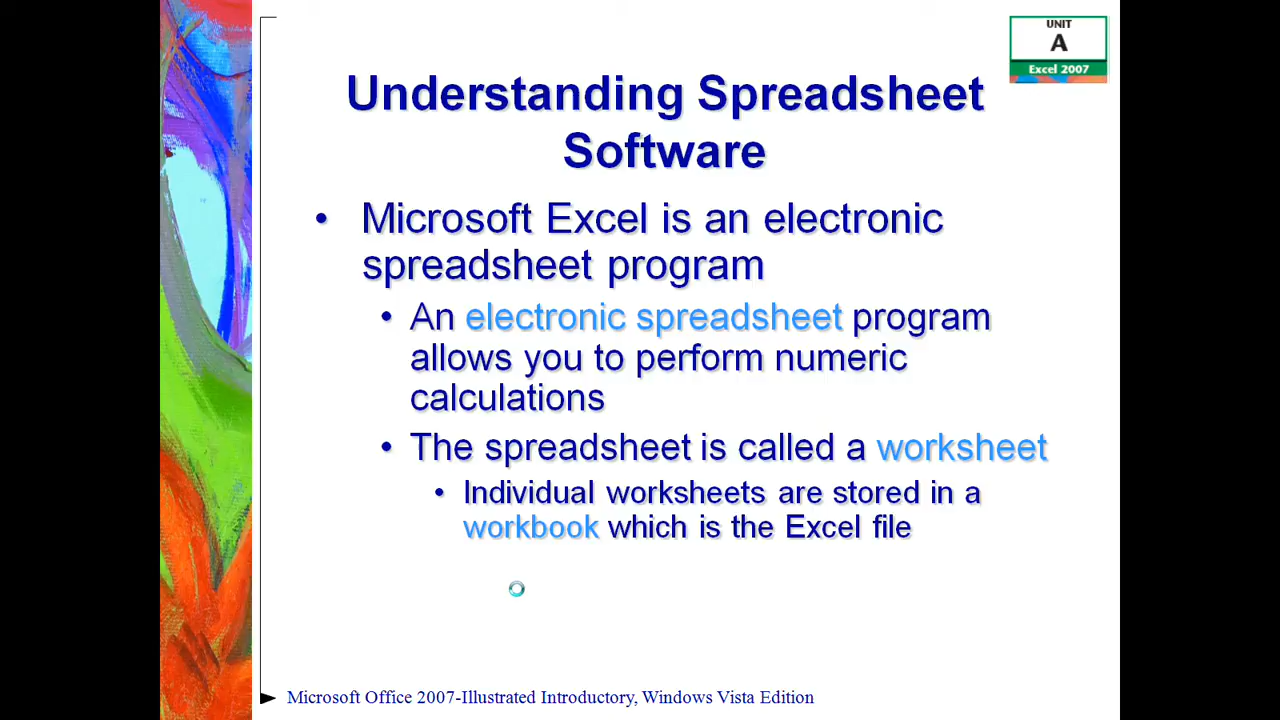 UNIT
A
Excel 2007
Understanding Spreadsheet
Software
• Microsoft Excel is an electronic
spreadsheet program
• An electronic spreadsheet program
allows you to perform numeric
calculations
• The spreadsheet is called a worksheet
• Individual worksheets are stored in a
workbook which is the Excel file
Microsoft Office 2007-Illustrated Introductory, Windows Vista Edition